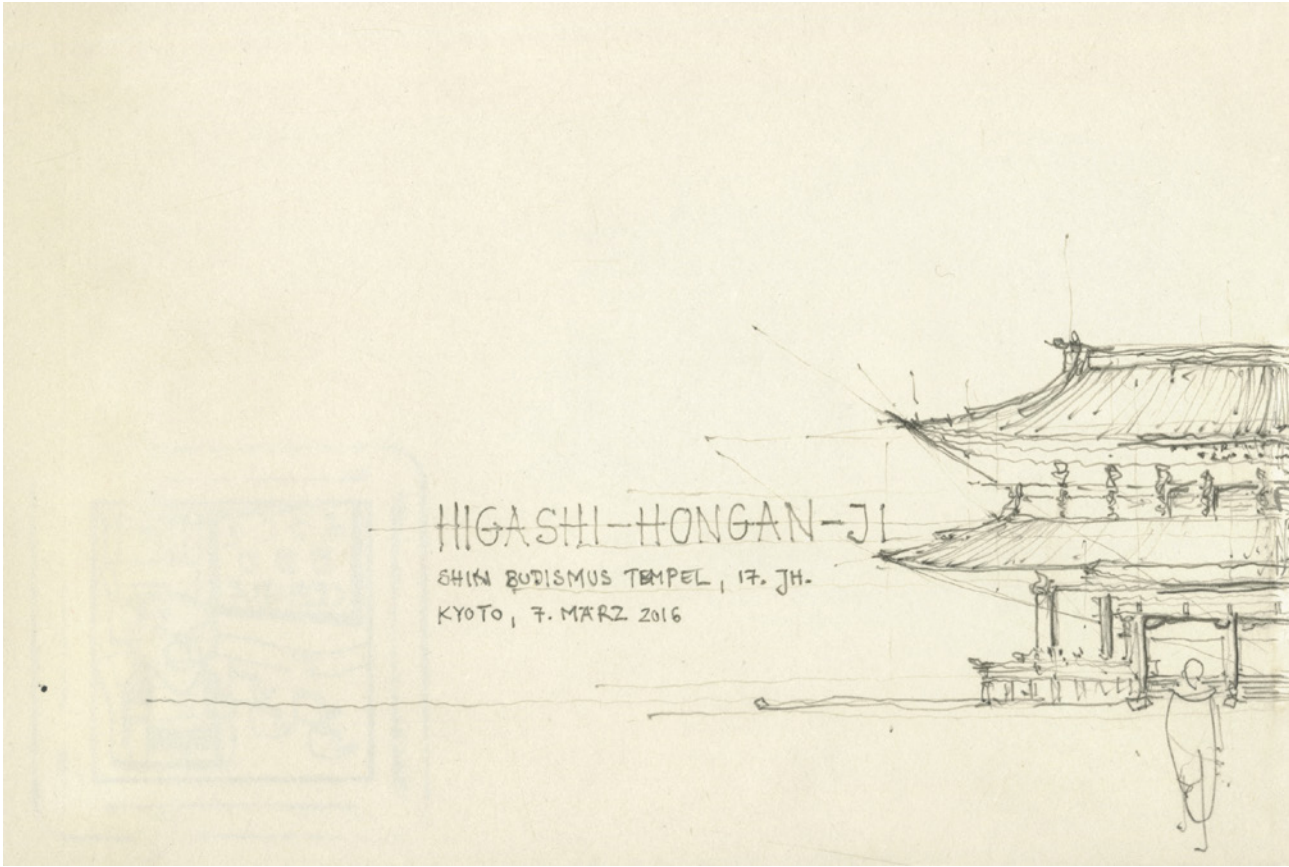 HIGASHI-HONGAN-JI
SHIN BUDISMUS TEMPEL, 17. JH.
KYOTO, 7. MÄRZ 2016